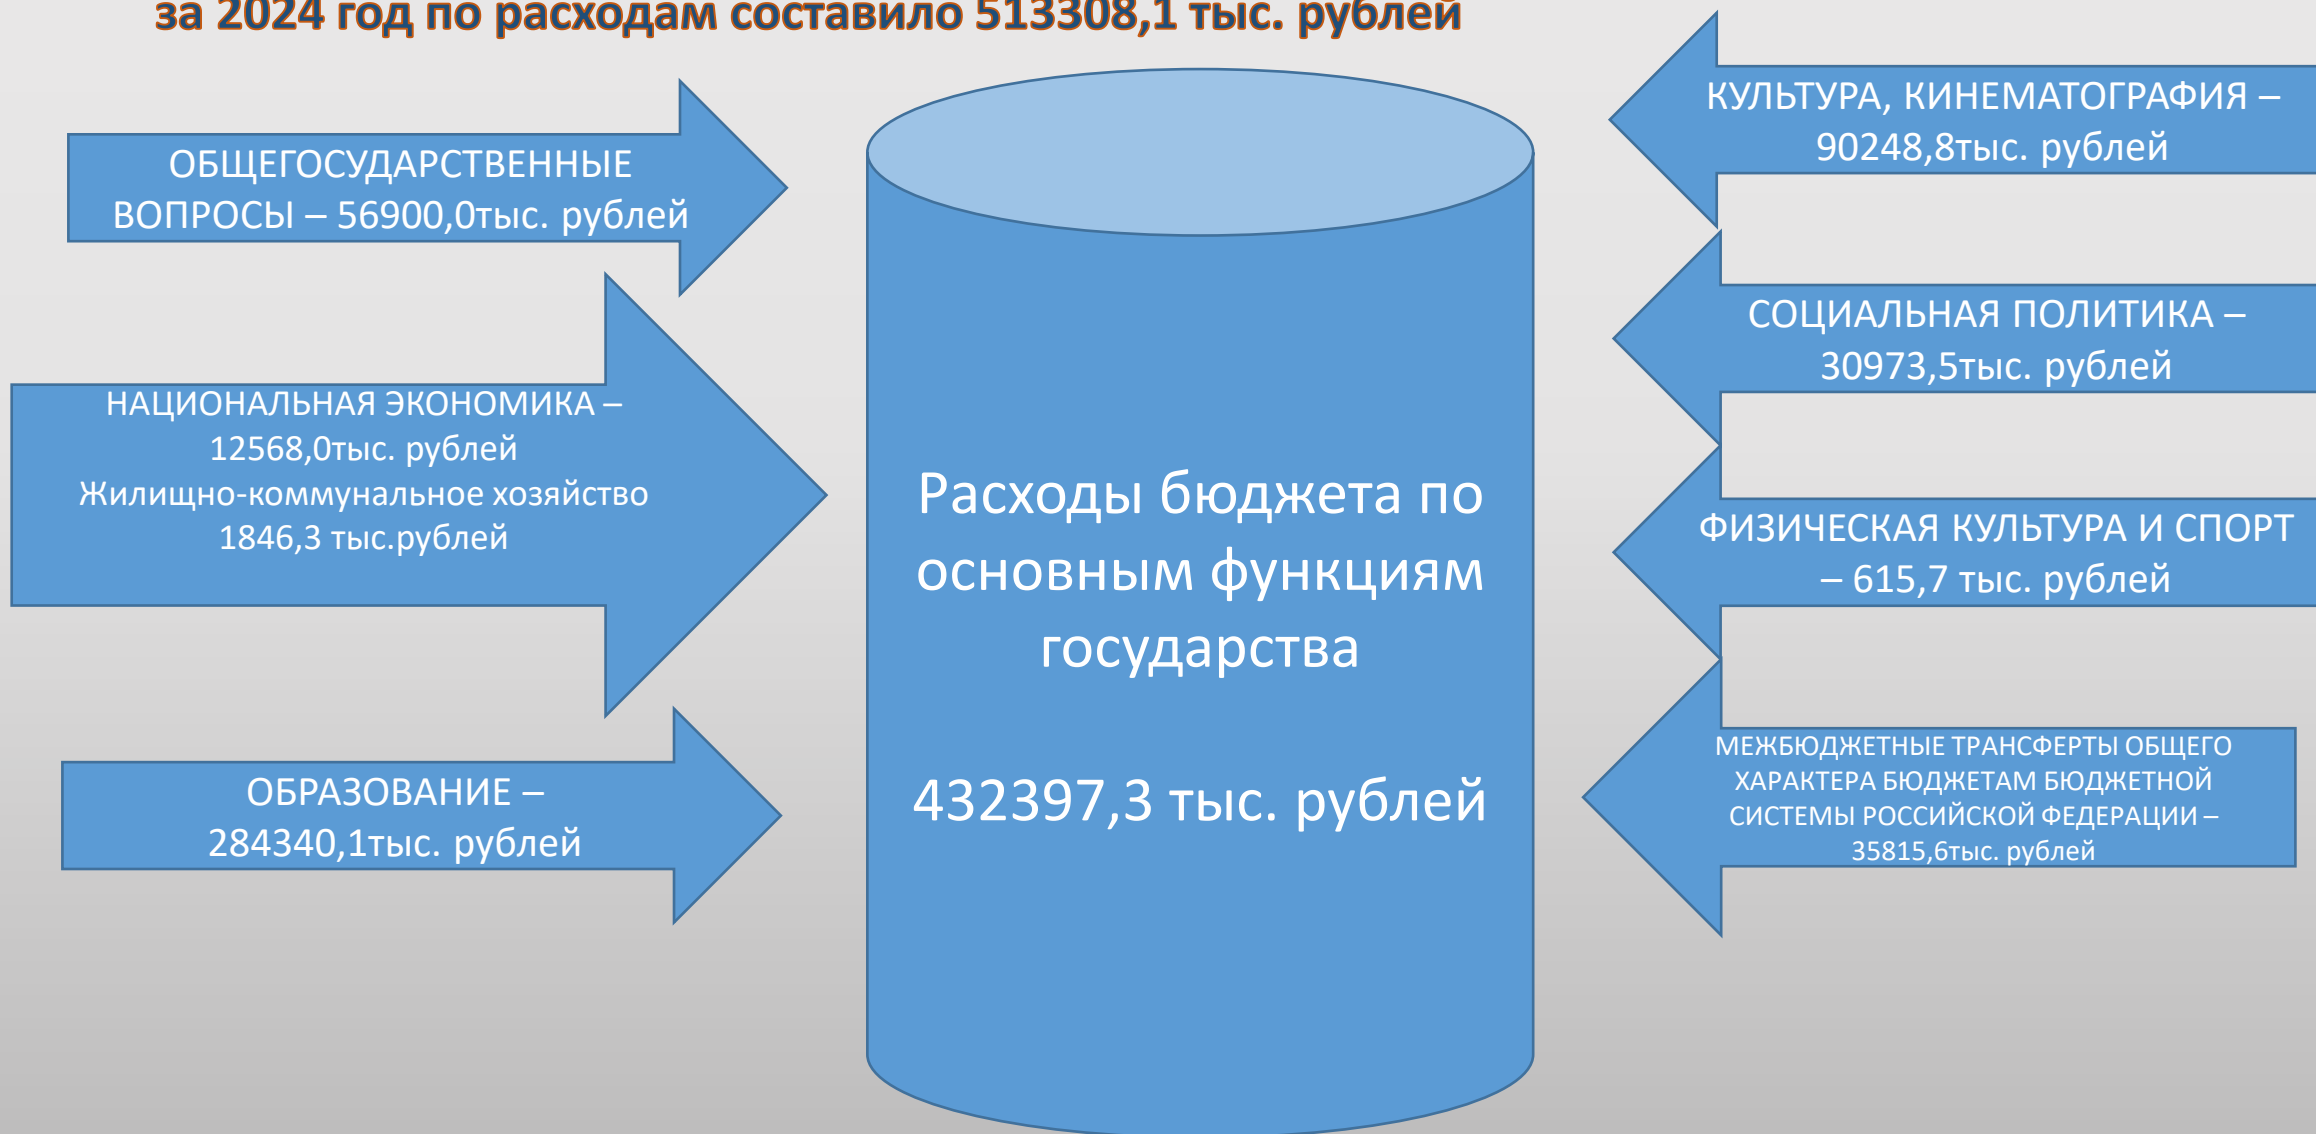 за 2024 год по расходам составило 513308,1 тыс. рублей
ОБЩЕГОСУДАРСТВЕННЫЕ
ВОПРОСЫ – 56900,0тыс. рублей
НАЦИОНАЛЬНАЯ ЭКОНОМИКА –
12568,0тыс. рублей
Жилищно-коммунальное хозяйство
1846,3 тыс.рублей
ОБРАЗОВАНИЕ –
284340,1тыс. рублей
Расходы бюджета по
основным функциям
государства
432397,3 тыс. рублей
КУЛЬТУРА, КИНЕМАТОГРАФИЯ –
90248,8тыс. рублей
СОЦИАЛЬНАЯ ПОЛИТИКА –
30973,5тыс. рублей
ФИЗИЧЕСКАЯ КУЛЬТУРА И СПОРТ
– 615,7 тыс. рублей
МЕЖБЮДЖЕТНЫЕ ТРАНСФЕРТЫ ОБЩЕГО
ХАРАКТЕРА БЮДЖЕТАМ БЮДЖЕТНОЙ
СИСТЕМЫ РОССИЙСКОЙ ФЕДЕРАЦИИ –
35815,6тыс. рублей